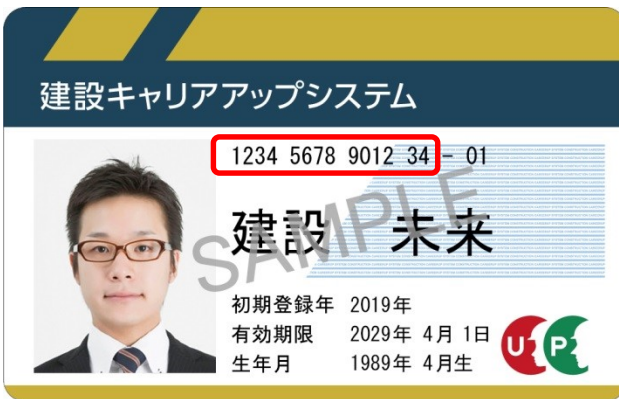 建設キャリアアップシステム
1234 5678 9012 34 - 01
建設 未来
SAMPLE
初期登録年 2019年
有効期限 2029年 4月 1日
生年月 1989年 4月生
UP